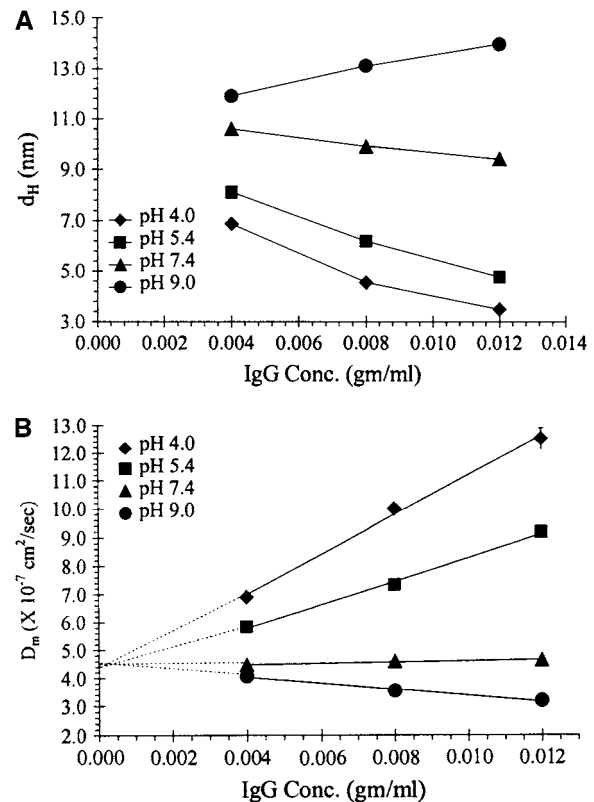 A
15.0
13.0
11.0
9.0
7.0
5.0
3.0
d_H (nm)
pH 4.0
pH 5.4
pH 7.4
pH 9.0
0.000 0.002 0.004 0.006 0.008 0.010 0.012 0.014
IgG Conc. (gm/ml)
B
13.0
12.0
11.0
10.0
9.0
8.0
7.0
6.0
5.0
4.0
3.0
2.0
D_m (X 10^-7 cm^2/sec)
pH 4.0
pH 5.4
pH 7.4
pH 9.0
0.000 0.002 0.004 0.006 0.008 0.010 0.012
IgG Conc. (gm/ml)